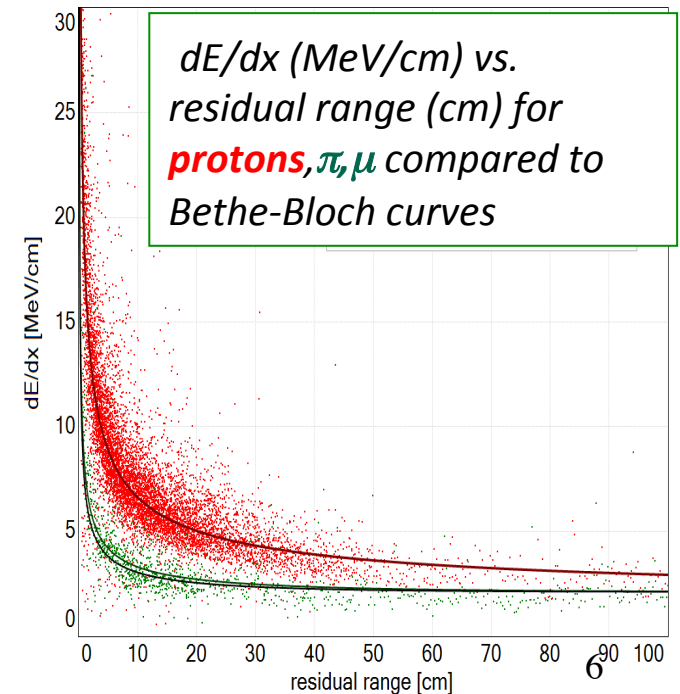 30
25
20
15
10
5
0
dE/dx [MeV/cm]
dE/dx (MeV/cm) vs.
residual range (cm) for
protons,π,μ compared to
Bethe-Bloch curves
0 10 20 30 40 50 60 70 80 90 100
6
residual range [cm]